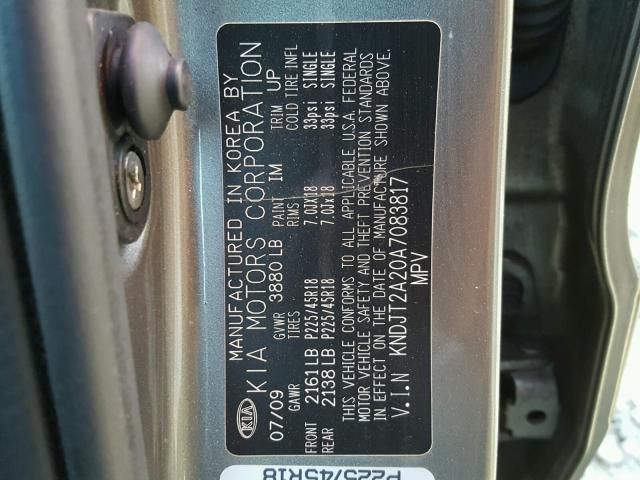 MANUFACTURED IN KOREA BY
KIA KIA MOTORS CORPORATION
07/09 GVWR 3880 LB PAINT IM TRIM UP
GAWR TIRES RIMS COLD TIRE INFL
FRONT 2161 LB P225/45R18 7.0JX18 33psi SINGLE
REAR 2138 LB P225/45R18 7.0Jx18 33psi SINGLE
THIS VEHICLE CONFORMS TO ALL APPLICABLE U.S.A. FEDERAL
MOTOR VEHICLE SAFETY AND THEFT PREVENTION STANDARDS
IN EFFECT ON THE DATE OF MANUFACTURE SHOWN ABOVE.
V.I.N KNDJT2A20A7083817
MPV
P225/45R18